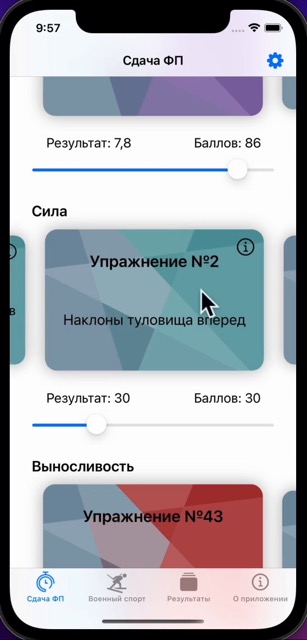 9:57
Сдача ФП
Результат: 7,8
Баллов: 86
Сила
Упражнение №2
в
Наклоны туловища вперед
Результат: 30
Баллов: 30
Выносливость
Упражнение №43
Сдача ФП
Военный спорт
Результаты
О приложении